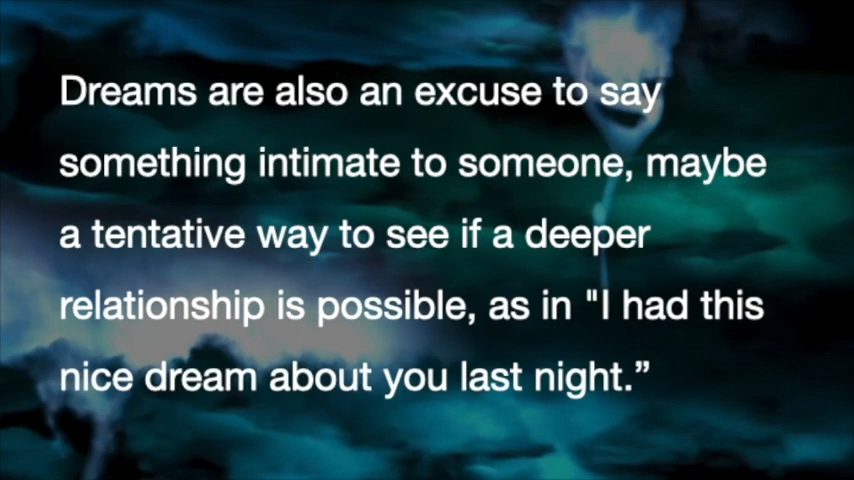 Dreams are also an excuse to say
something intimate to someone, maybe
a tentative way to see if a deeper
relationship is possible, as in "I had this
nice dream about you last night.”